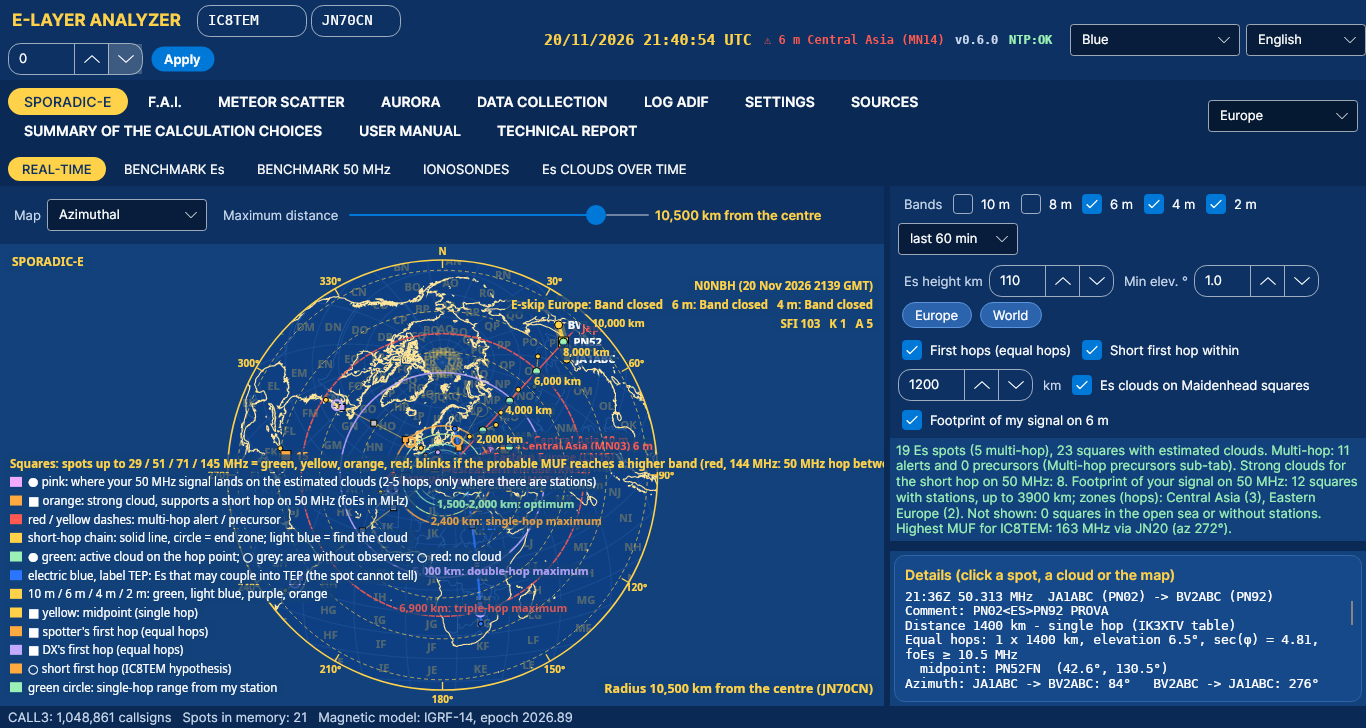 E-LAYER ANALYZER
IC8TEM
JN70CN
20/11/2026 21:40:54 UTC
⚠ 6 m Central Asia (MN14)
v0.6.0
NTP:OK
Blue
English
0
Apply
SPORADIC-E
F.A.I.
METEOR SCATTER
AURORA
DATA COLLECTION
LOG ADIF
SETTINGS
SOURCES
SUMMARY OF THE CALCULATION CHOICES
USER MANUAL
TECHNICAL REPORT
Europe
REAL-TIME
BENCHMARK Es
BENCHMARK 50 MHz
IONOSONDES
Es CLOUDS OVER TIME
Map
Azimuthal
Maximum distance
10,500 km from the centre
SPORADIC-E
N0NBH (20 Nov 2026 2139 GMT)
E-skip Europe: Band closed 6 m: Band closed 4 m: Band closed
SFI 103 K 1 A 5
N
30°
330°
10,000 km
PN52
8,000 km
300°
60°
6,000 km
4,000 km
2,000 km
Central Asia (MN03) 6 m
Squares: spots up to 29 / 51 / 71 / 145 MHz = green, yellow, orange, red; blinks if the probable MUF reaches a higher band (red, 144 MHz: 50 MHz hop betw
● pink: where your 50 MHz signal lands on the estimated clouds (2-5 hops, only where there are stations)
■ orange: strong cloud, supports a short hop on 50 MHz (foEs in MHz)
1,500-2,000 km: optimum
red / yellow dashes: multi-hop alert / precursor
2,400 km: single-hop maximum
short-hop chain: solid line, circle = end zone; light blue = find the cloud
● green: active cloud on the hop point; ○ grey: area without observers; ○ red: no cloud
electric blue, label TEP: Es that may couple into TEP (the spot cannot tell)
000 km: double-hop maximum
10 m / 6 m / 4 m / 2 m: green, light blue, purple, orange
120°
■ yellow: midpoint (single hop)
6,900 km: triple-hop maximum
■ spotter's first hop (equal hops)
■ DX's first hop (equal hops)
○ short first hop (IC8TEM hypothesis)
210°
150°
green circle: single-hop range from my station
180°
Radius 10,500 km from the centre (JN70CN)
Bands
10 m
8 m
6 m
4 m
2 m
last 60 min
Es height km
110
Min elev. °
1.0
Europe
World
First hops (equal hops)
Short first hop within
1200
km
Es clouds on Maidenhead squares
Footprint of my signal on 6 m
19 Es spots (5 multi-hop), 23 squares with estimated clouds. Multi-hop: 11
alerts and 0 precursors (Multi-hop precursors sub-tab). Strong clouds for
the short hop on 50 MHz: 8. Footprint of your signal on 50 MHz: 12 squares
with stations, up to 3900 km; zones (hops): Central Asia (3), Eastern
Europe (2). Not shown: 0 squares in the open sea or without stations.
Highest MUF for IC8TEM: 163 MHz via JN20 (az 272°).
Details (click a spot, a cloud or the map)
21:36Z 50.313 MHz JA1ABC (PN02) -> BV2ABC (PN92)
Comment: PN02<ES>PN92 PROVA
Distance 1400 km - single hop (IK3XTV table)
Equal hops: 1 x 1400 km, elevation 6.5°, sec(φ) = 4.81,
foEs ≥ 10.5 MHz
midpoint: PN52FN (42.6°, 130.5°)
Azimuth: JA1ABC -> BV2ABC: 84° BV2ABC -> JA1ABC: 276°
CALL3: 1,048,861 callsigns Spots in memory: 21 Magnetic model: IGRF-14, epoch 2026.89